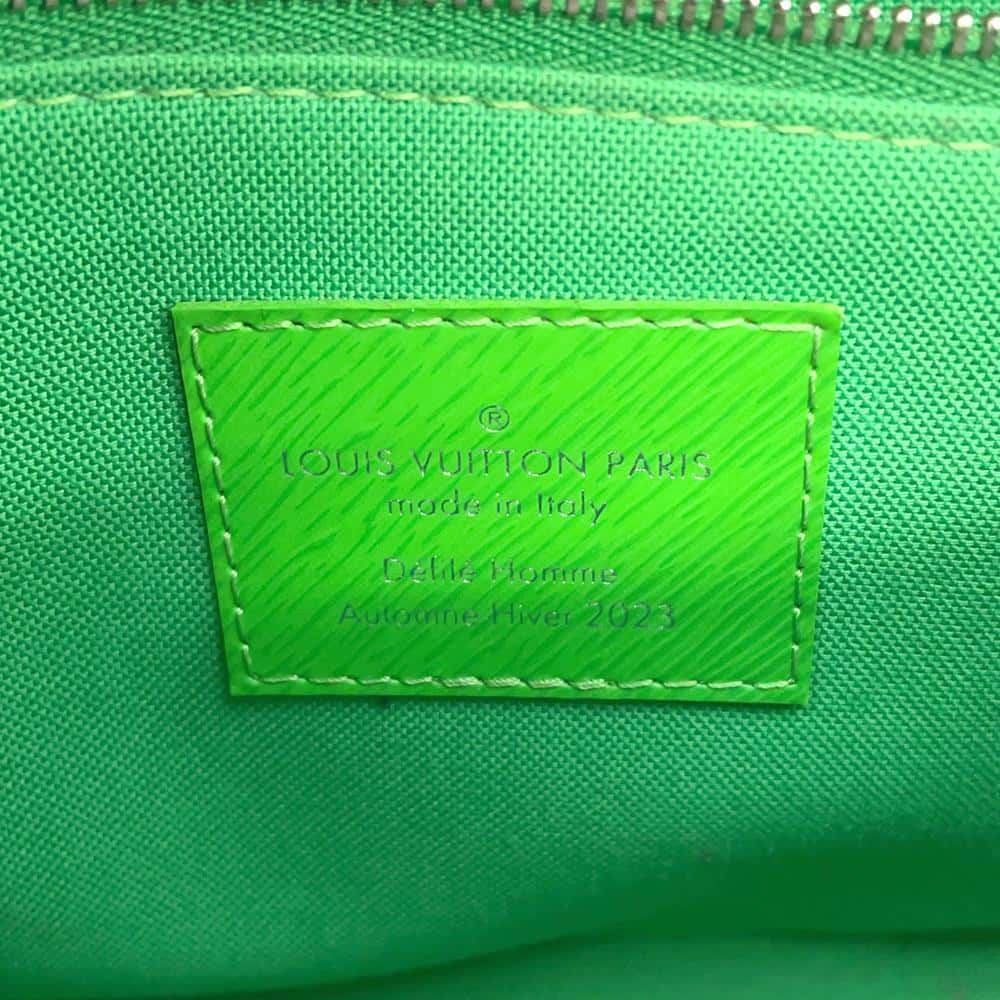 ®
LOUIS VUITTON PARIS
made in Italy
Défilé Homme
Automne-Hiver 2023